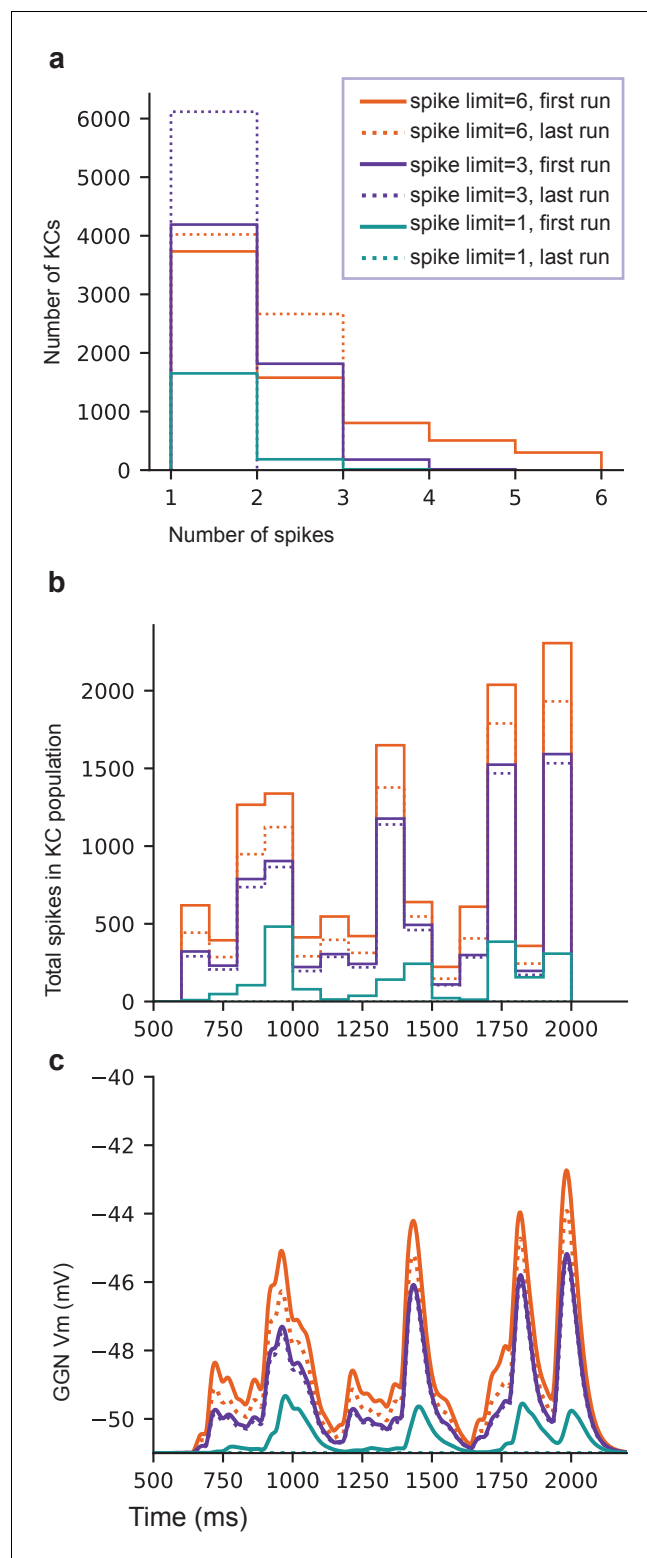 a
6000
5000
4000
3000
2000
1000
0
Number of KCs
spike limit=6, first run
spike limit=6, last run
spike limit=3, first run
spike limit=3, last run
spike limit=1, first run
spike limit=1, last run
1 2 3 4 5 6
Number of spikes
b
2000
1500
1000
500
0
Total spikes in KC population
500 750 1000 1250 1500 1750 2000
c
−40
−42
−44
−46
−48
−50
GGN Vm (mV)
500 750 1000 1250 1500 1750 2000
Time (ms)